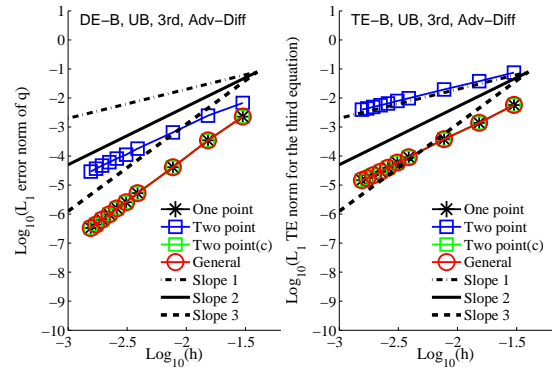 DE−B, UB, 3rd, Adv−Diff
1
0
−1
−2
−3
−4
−5
−6
−7
−8
−9
−10
−3
−2.5
−2
−1.5
Log10(h)
Log10(L1 error norm of q)
One point
Two point
Two point(c)
General
Slope 1
Slope 2
Slope 3
TE−B, UB, 3rd, Adv−Diff
1
0
−1
−2
−3
−4
−5
−6
−7
−8
−9
−10
−3
−2.5
−2
−1.5
Log10(h)
Log10(L1 TE norm for the third equation)
One point
Two point
Two point(c)
General
Slope 1
Slope 2
Slope 3